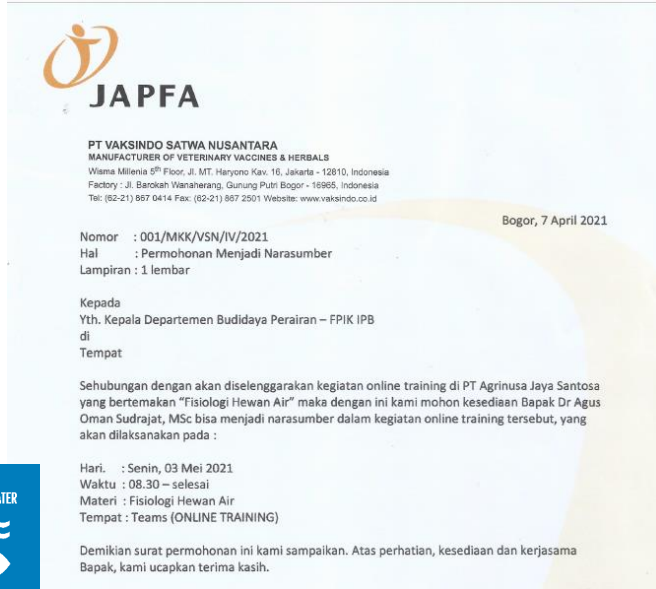 JAPFA
PT VAKSINDO SATWA NUSANTARA
MANUFACTURER OF VETERINARY VACCINES & HERBALS
Wisma Millenia 5th Floor, Jl. MT. Haryono Kav. 16, Jakarta - 12810, Indonesia
Factory : Jl. Barokah Wanaherang, Gunung Putri Bogor - 16965, Indonesia
Tel: (62-21) 867 0414 Fax: (62-21) 867 2501 Website: www.vaksindo.co.id
Bogor, 7 April 2021
Nomor : 001/MKK/VSN/IV/2021
Hal : Permohonan Menjadi Narasumber
Lampiran : 1 lembar
Kepada
Yth. Kepala Departemen Budidaya Perairan – FPIK IPB
di
Tempat
Sehubungan dengan akan diselenggarakan kegiatan online training di PT Agrinusa Jaya Santosa
yang bertemakan “Fisiologi Hewan Air” maka dengan ini kami mohon kesediaan Bapak Dr Agus
Oman Sudrajat, MSc bisa menjadi narasumber dalam kegiatan online training tersebut, yang
akan dilaksanakan pada :
Hari. : Senin, 03 Mei 2021
Waktu : 08.30 – selesai
Materi : Fisiologi Hewan Air
Tempat : Teams (ONLINE TRAINING)
Demikian surat permohonan ini kami sampaikan. Atas perhatian, kesediaan dan kerjasama
Bapak, kami ucapkan terima kasih.